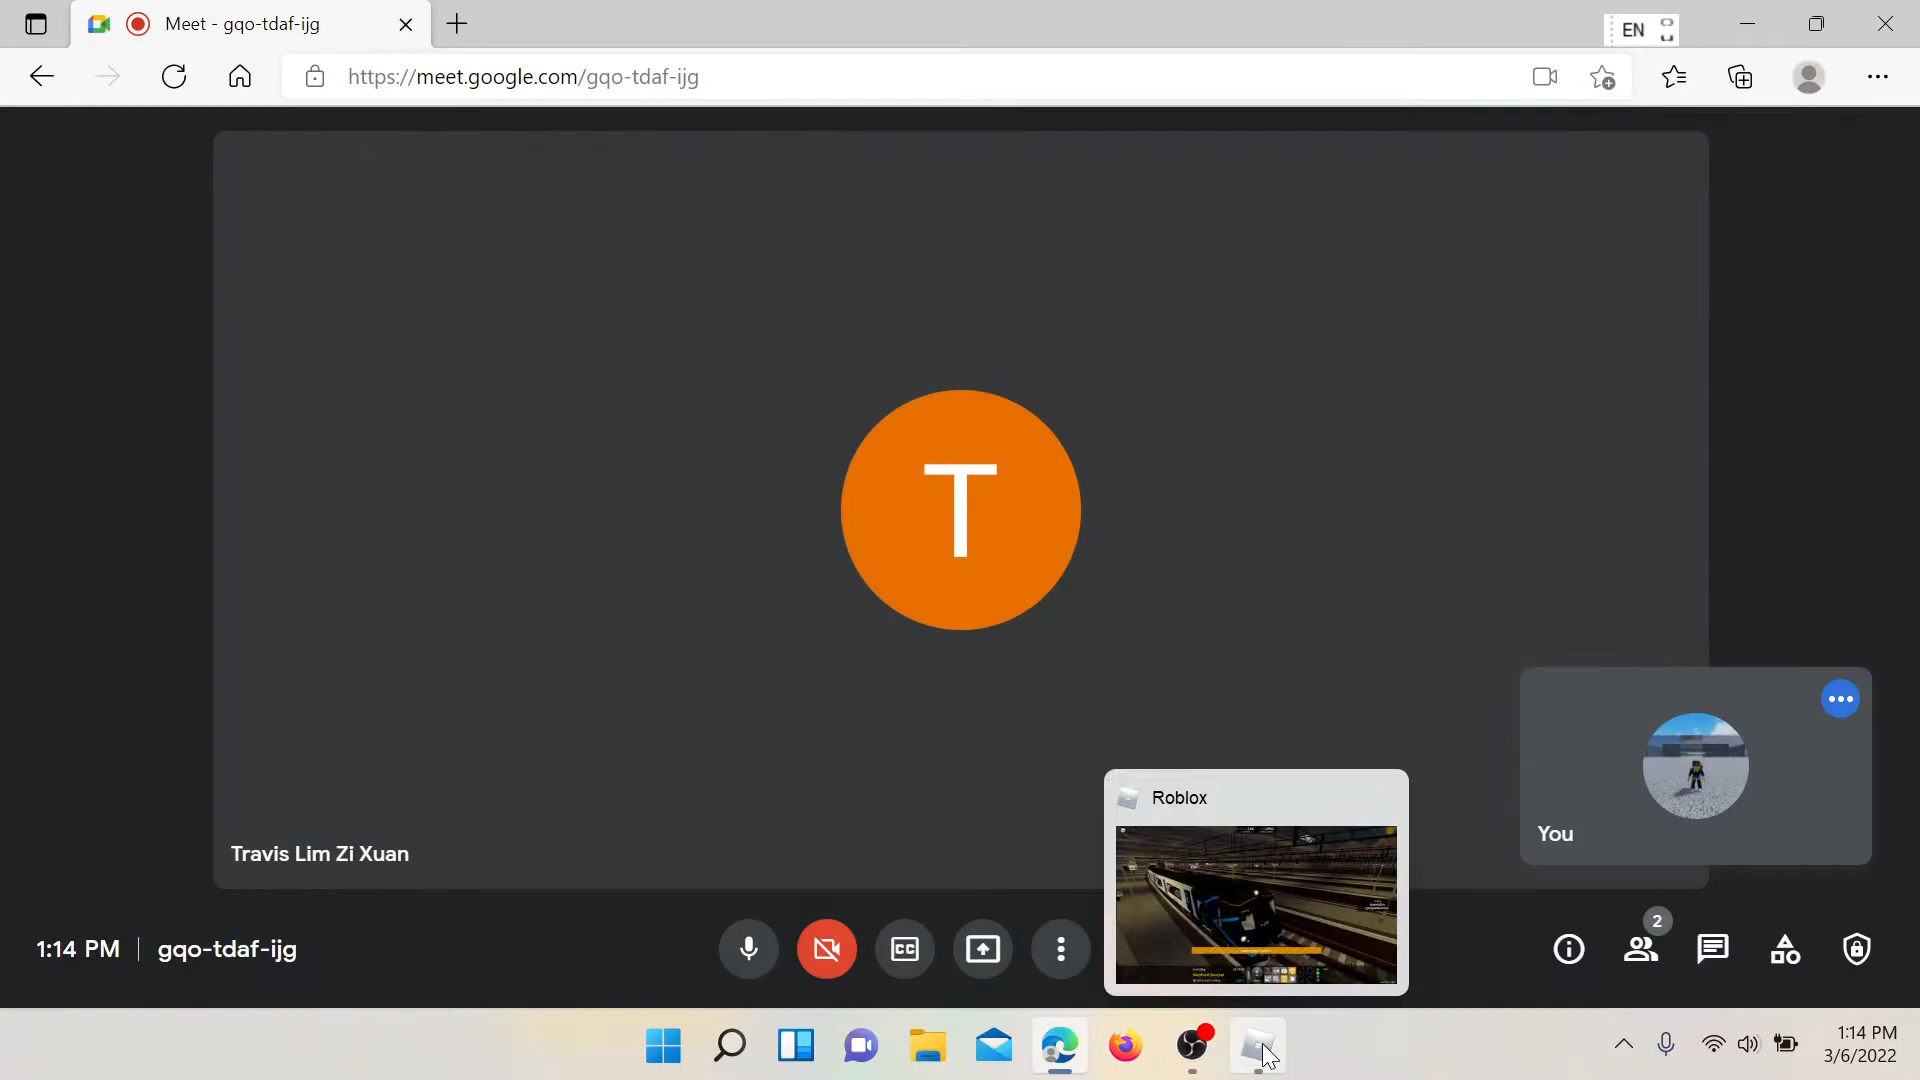 Meet - gqo-tdaf-ijg
EN
https://meet.google.com/gqo-tdaf-ijg
T
Travis Lim Zi Xuan
You
Roblox
1:14 PM
gqo-tdaf-ijg
CC
2
1:14 PM
3/6/2022